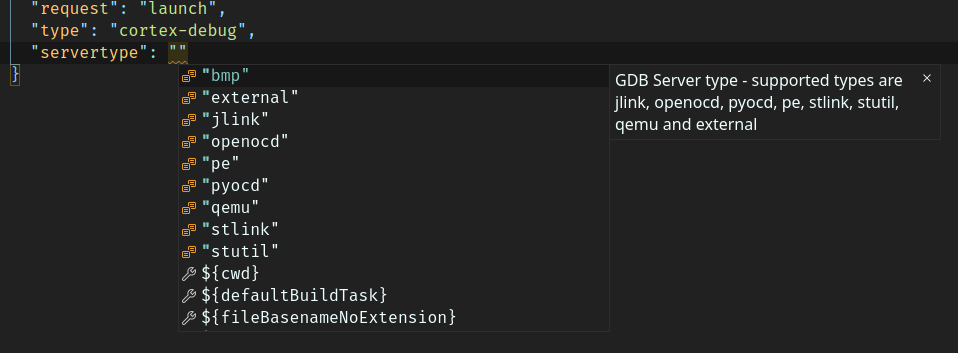 "request": "launch",
"type": "cortex-debug",
"servertype": ""
}
"bmp"
"external"
"jlink"
"openocd"
"pe"
"pyocd"
"qemu"
"stlink"
"stutil"
${cwd}
${defaultBuildTask}
${fileBasenameNoExtension}
GDB Server type - supported types are
jlink, openocd, pyocd, pe, stlink, stutil,
qemu and external